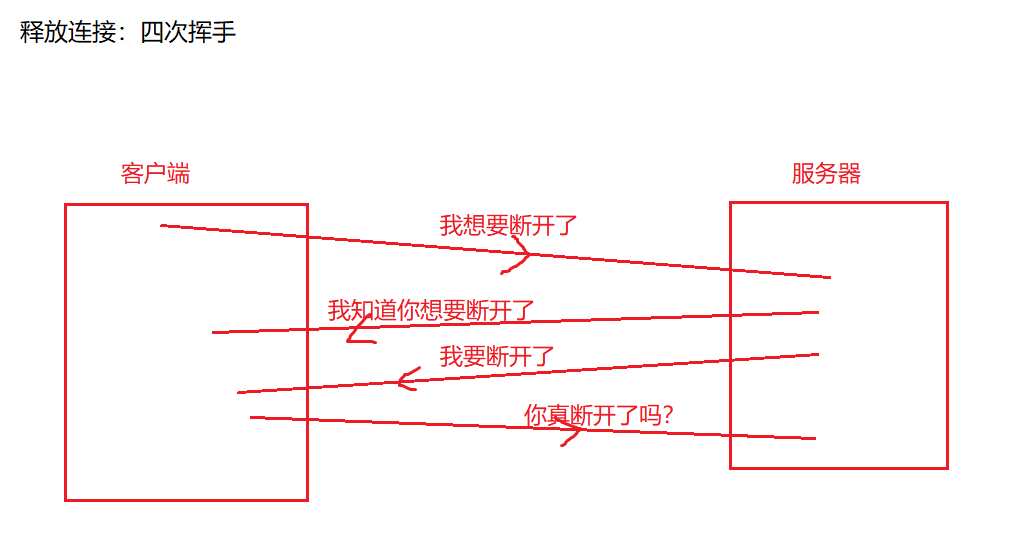 释放连接：四次挥手
客户端
服务器
我想要断开了
我知道你想要断开了
我要断开了
你真断开了吗?